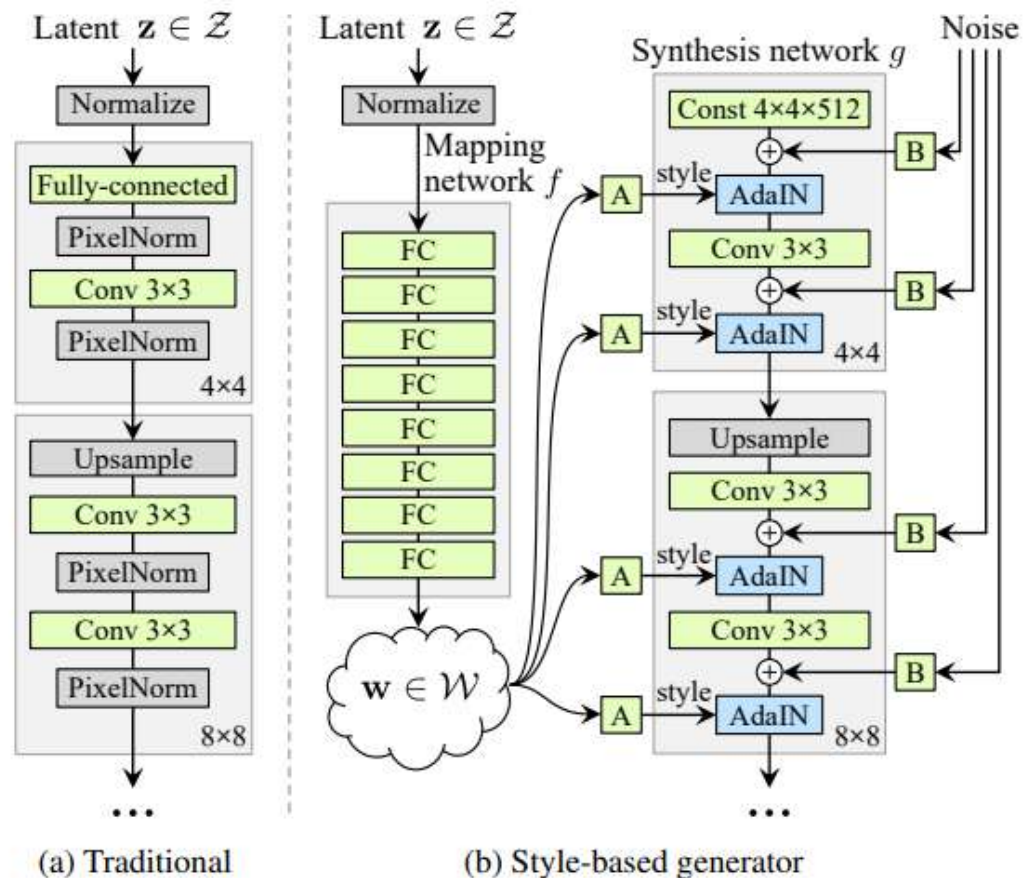 Latent z ∈ Z
Normalize
Fully-connected
PixelNorm
Conv 3×3
PixelNorm
4×4
Upsample
Conv 3×3
PixelNorm
Conv 3×3
PixelNorm
8×8
...
(a) Traditional
Latent z ∈ Z
Normalize
Mapping
network f
FC
FC
FC
FC
FC
FC
FC
FC
w ∈ W
A
style
A
style
A
style
A
style
Synthesis network g
Const 4×4×512
+
AdaIN
Conv 3×3
+
AdaIN
4×4
Upsample
Conv 3×3
+
AdaIN
Conv 3×3
+
AdaIN
8×8
...
Noise
B
B
B
B
(b) Style-based generator